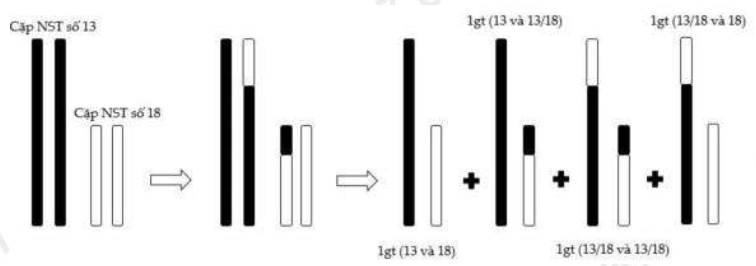 Cặp NST số 13
1gt (13 và 13/18)
1gt (13/18 và 18)
Cặp NST số 18
1gt (13 và 18)
1gt (13/18 và 13/18)